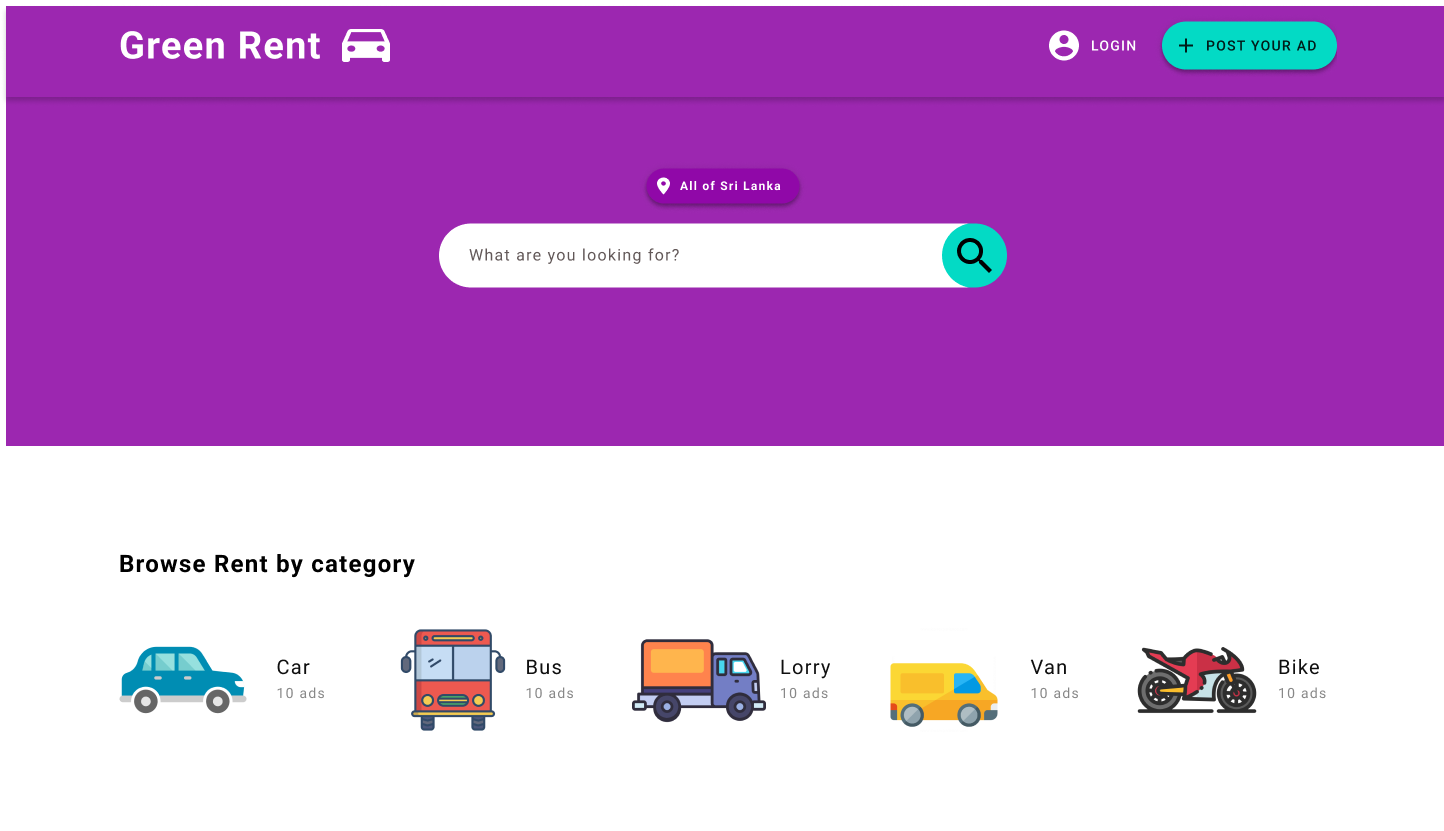 Green Rent
LOGIN
POST YOUR AD
All of Sri Lanka
What are you looking for?
Browse Rent by category
Car
10 ads
Bus
10 ads
Lorry
10 ads
Van
10 ads
Bike
10 ads